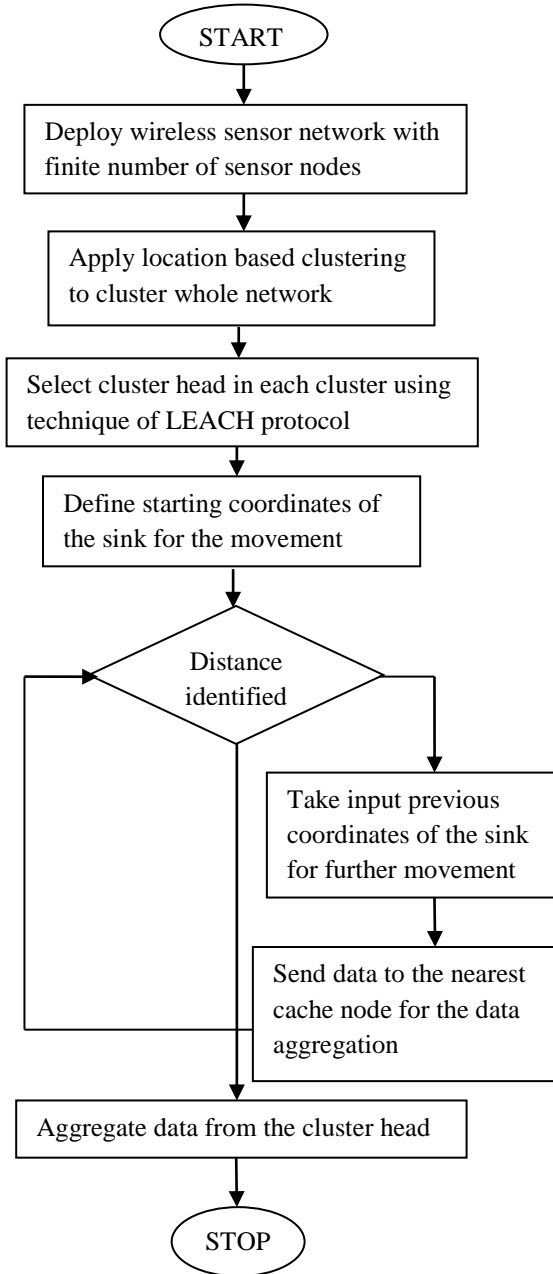 START
Deploy wireless sensor network with
finite number of sensor nodes
Apply location based clustering
to cluster whole network
Select cluster head in each cluster using
technique of LEACH protocol
Define starting coordinates of
the sink for the movement
Distance
identified
Take input previous
coordinates of the sink
for further movement
Send data to the nearest
cache node for the data
aggregation
Aggregate data from the cluster head
STOP